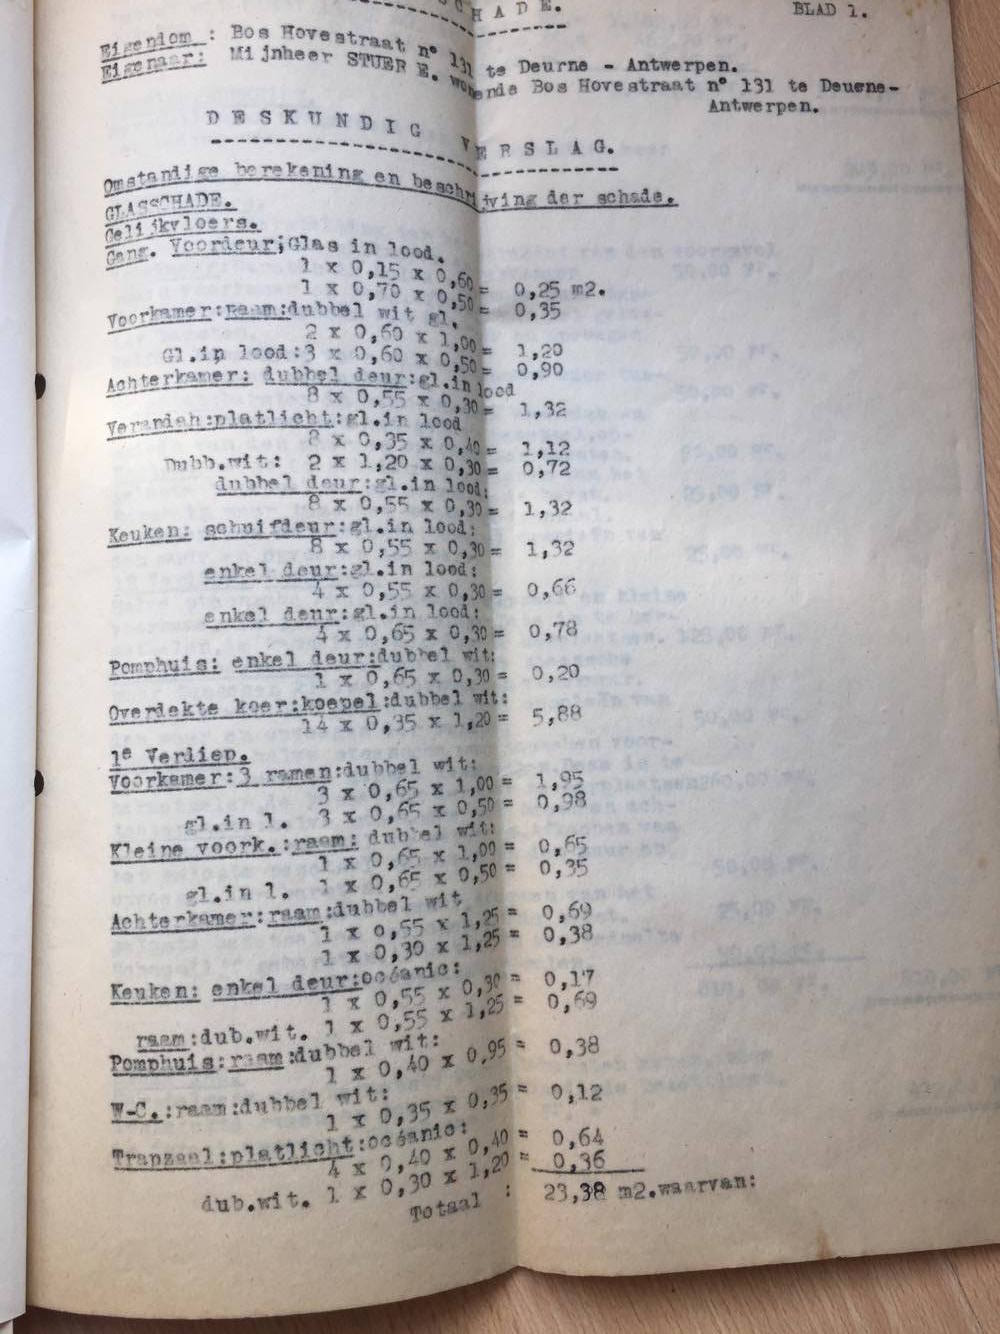 CHADE. BLAD 1.
Eigendom : Bos Hovestraat n° 131 te Deurne - Antwerpen.
Eigenaar: Mijnheer STUER E. wonende Bos Hovestraat n° 131 te Deurne-
Antwerpen.
DESKUNDIG VERSLAG.
Omstandige berekening en beschrijving der schade.
GLASSCHADE.
Gelijkvloers.
Gang. Voordeur;Glas in lood.
1 x 0,15 x 0,60= 0,25 m2.
1 x 0,70 x 0,50= 0,35
Voorkamer:raam:dubbel wit gl.
2 x 0,60 x 1,00= 1,20
Gl.in lood:3 x 0,60 x 0,50= 0,90
Achterkamer: dubbel deur:gl.in lood
8 x 0,55 x 0,30= 1,32
Verandah:platlicht:gl.in lood
8 x 0,35 x 0,40= 1,12
Dubb.wit: 2 x 1,20 x 0,30= 0,72
dubbel deur:gl.in lood:
8 x 0,55 x 0,30= 1,32
Keuken: schuifdeur:gl.in lood:
8 x 0,55 x 0,30= 1,32
enkel deur:gl.in lood:
4 x 0,55 x 0,30= 0,66
enkel deur:gl.in lood:
4 x 0,65 x 0,30= 0,78
Pomphuis: enkel deur:dubbel wit:
1 x 0,65 x 0,30= 0,20
Overdekte koer:koepel:dubbel wit:
14 x 0,35 x 1,20= 5,88
1e Verdiep.
Voorkamer:3 ramen:dubbel wit:
3 x 0,65 x 1,00= 1,95
gl.in l. 3 x 0,65 x 0,50= 0,98
Kleine voork.:raam: dubbel wit:
1 x 0,65 x 1,00= 0,65
gl.in l. 1 x 0,65 x 0,50= 0,35
Achterkamer:raam:dubbel wit
1 x 0,55 x 1,25= 0,69
1 x 0,30 x 1,25= 0,38
Keuken: enkel deur:océanic:
1 x 0,55 x 0,30= 0,17
raam:dub.wit. 1 x 0,55 x 1,25= 0,69
Pomphuis:raam:dubbel wit:
1 x 0,40 x 0,95= 0,38
W-C.:raam:dubbel wit:
1 x 0,35 x 0,35= 0,12
Trapzaal:platlicht:océanic:
4 x 0,40 x 0,40= 0,64
dub.wit. 1 x 0,30 x 1,20= 0,36
Totaal : 23,38 m2.waarvan: